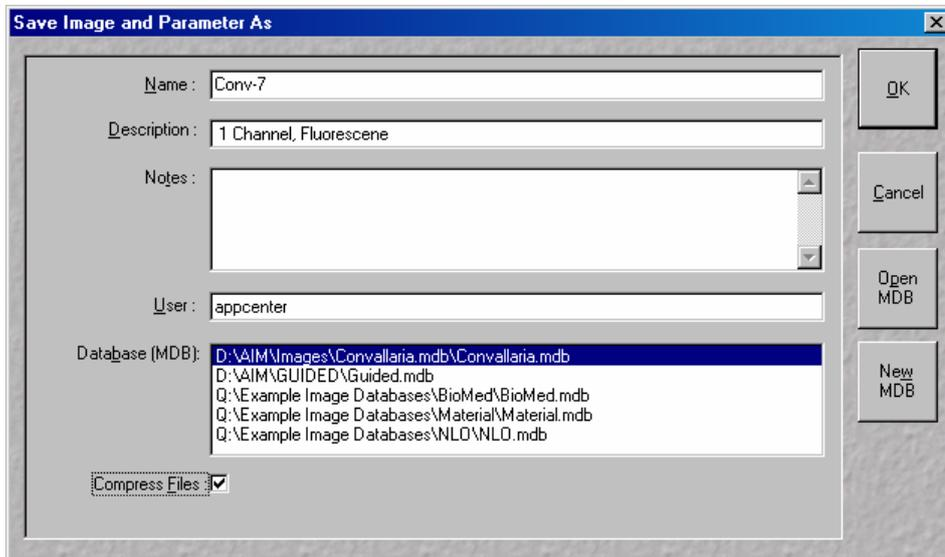 Save Image and Parameter As
Name : Conv-7
Description : 1 Channel, Fluorescene
Notes :
User : appcenter
Database (MDB): D:\AIM\Images\Convallaria.mdb\Convallaria.mdb
D:\AIM\GUIDED\Guided.mdb
Q:\Example Image Databases\BioMed\BioMed.mdb
Q:\Example Image Databases\Material\Material.mdb
Q:\Example Image Databases\NLO\NLO.mdb
Compress Files :
OK
Cancel
Open
MDB
New
MDB